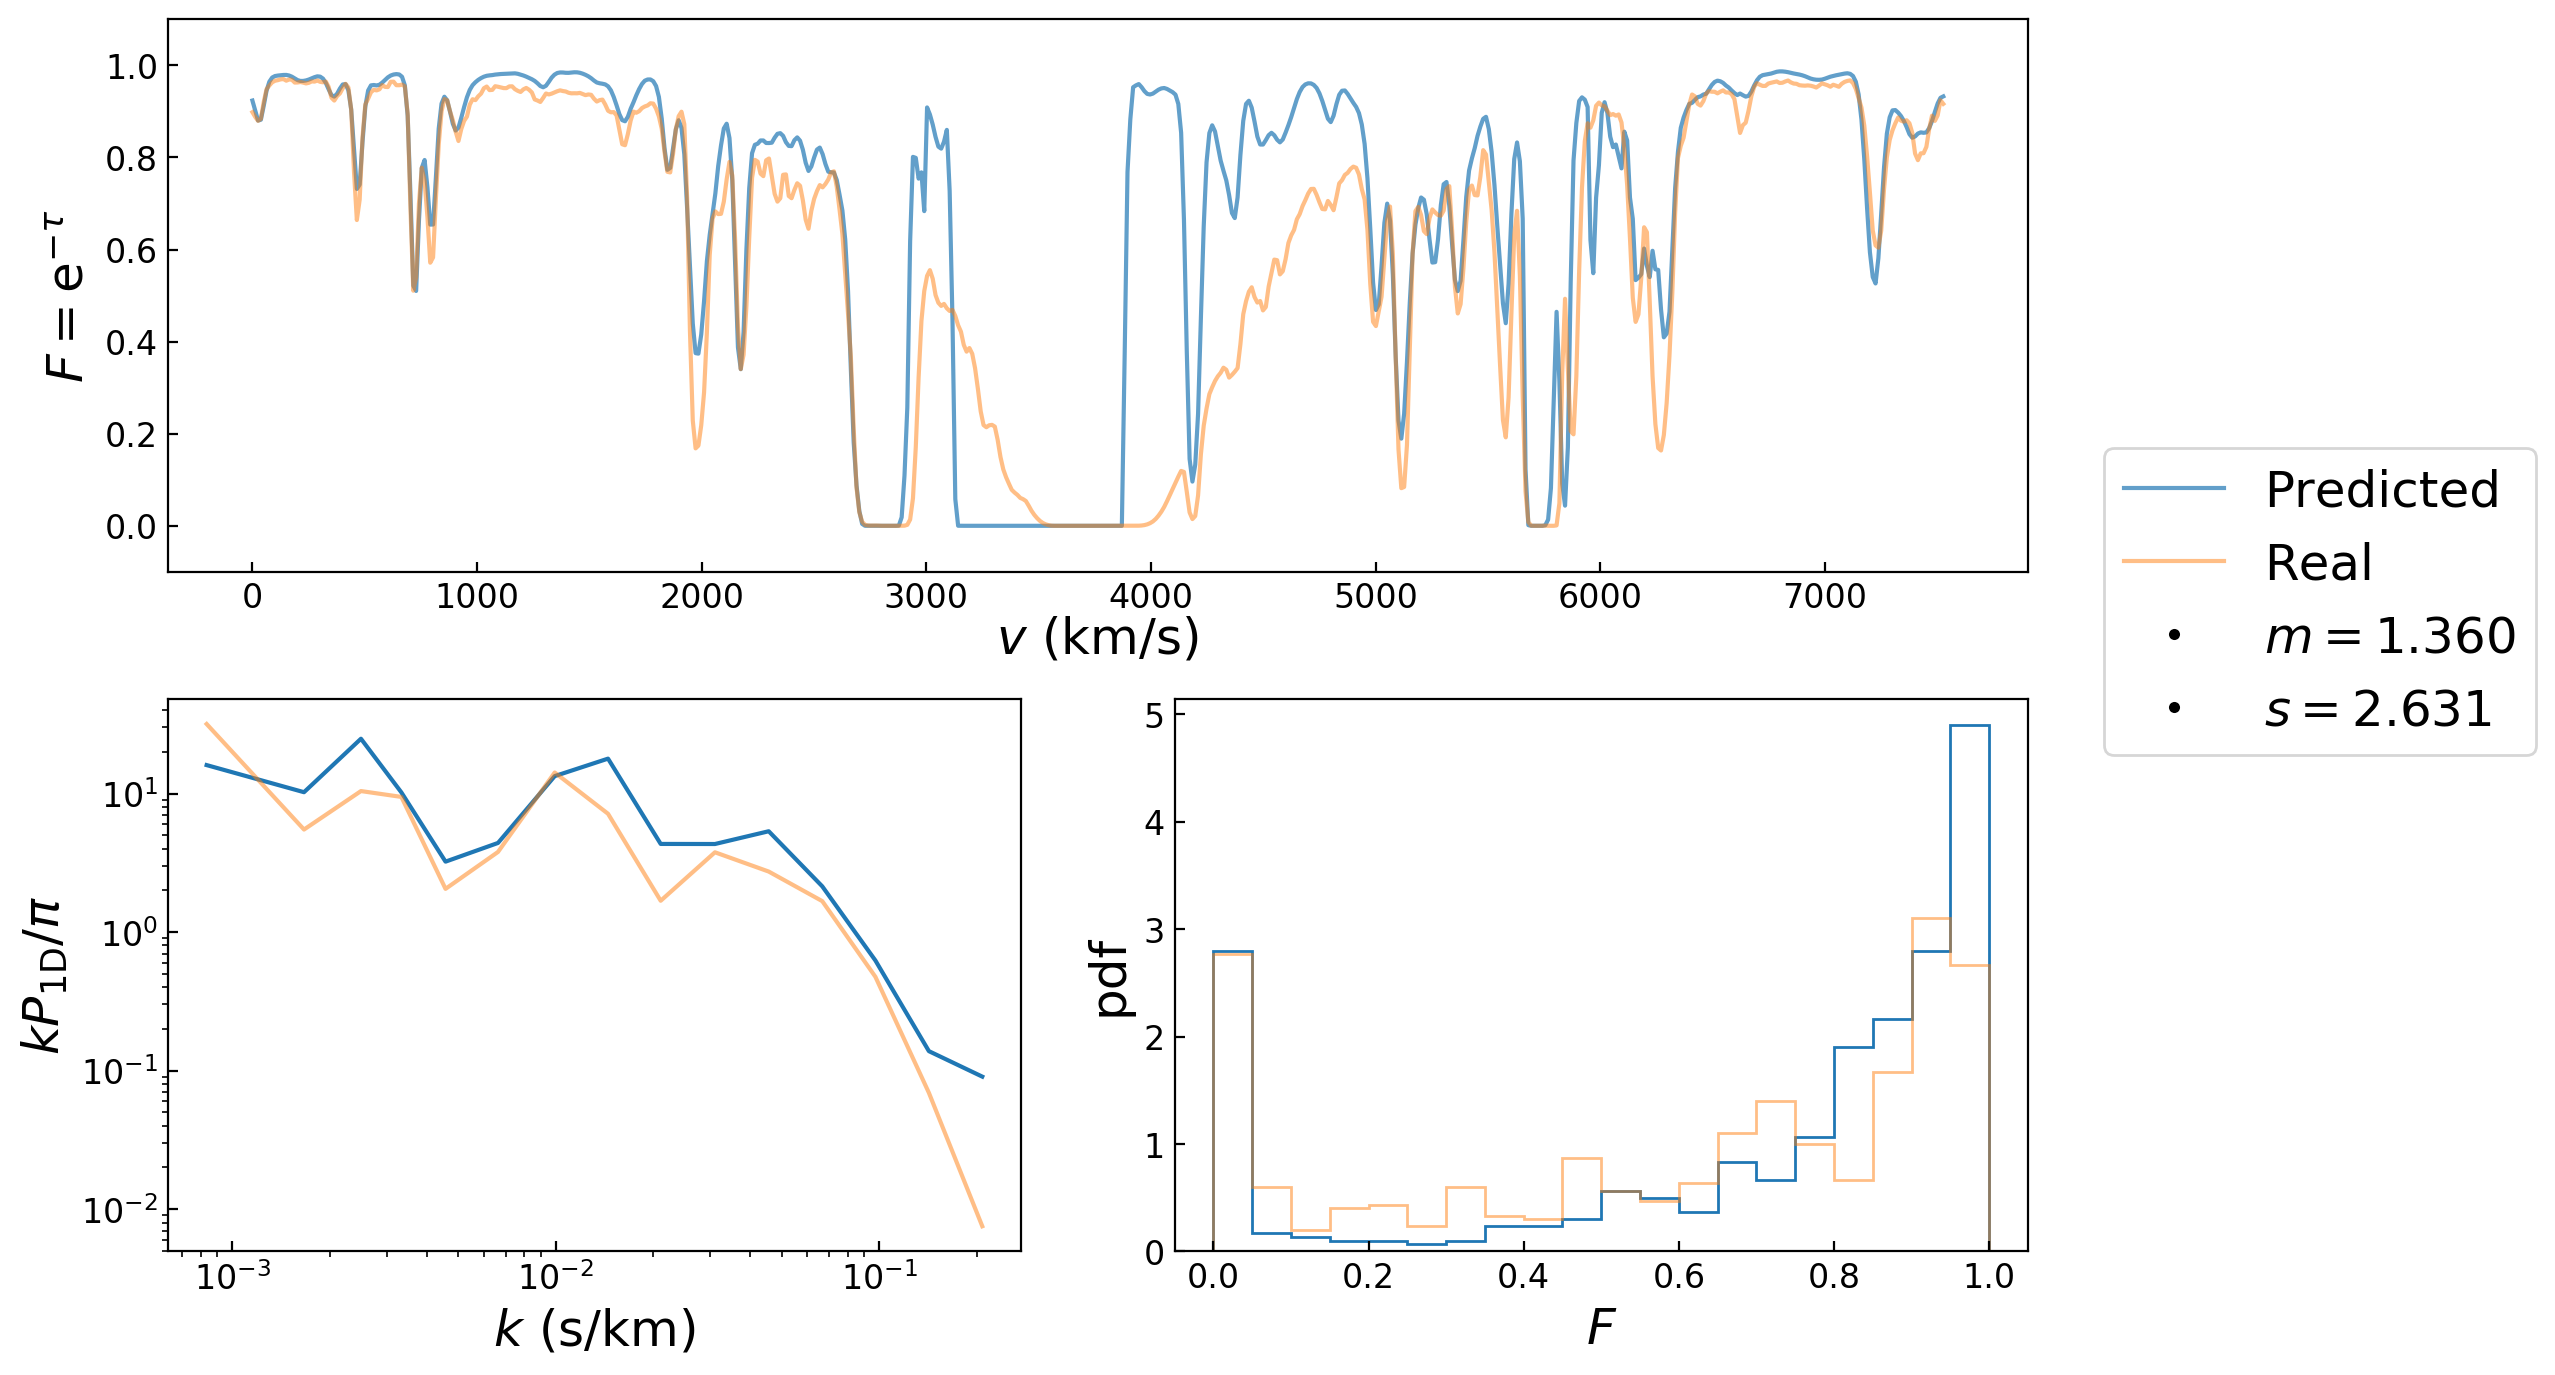 1.0
0.8
0.6
0.4
0.2
0.0
F = e^{-τ}
0 1000 2000 3000 4000 5000 6000 7000
v (km/s)
Predicted
Real
m = 1.360
s = 2.631
10^1
10^0
10^{-1}
10^{-2}
kP_{1D}/π
10^{-3} 10^{-2} 10^{-1}
k (s/km)
5
4
3
2
1
0
pdf
0.0 0.2 0.4 0.6 0.8 1.0
F